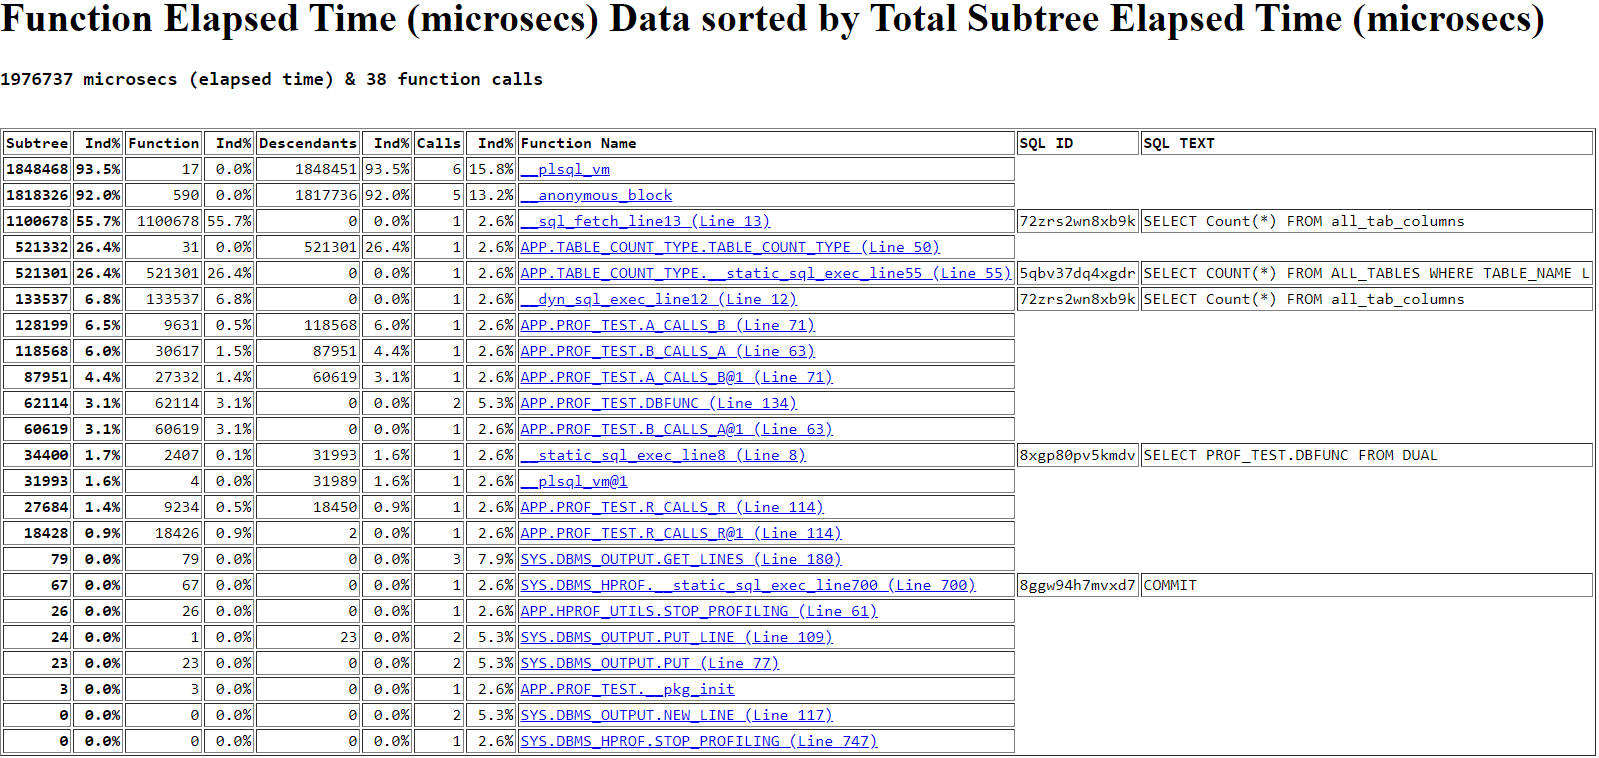 Function Elapsed Time (microsecs) Data sorted by Total Subtree Elapsed Time (microsecs)
1976737 microsecs (elapsed time) & 38 function calls
Subtree Ind% Function Ind% Descendants Ind% Calls Ind% Function Name SQL ID SQL TEXT
1848468 93.5% 17 0.0% 1848451 93.5% 6 15.8% __plsql_vm
1818326 92.0% 590 0.0% 1817736 92.0% 5 13.2% __anonymous_block
1100678 55.7% 1100678 55.7% 0 0.0% 1 2.6% __sql_fetch_line13 (Line 13) 72zrs2wn8xb9k SELECT Count(*) FROM all_tab_columns
521332 26.4% 31 0.0% 521301 26.4% 1 2.6% APP.TABLE_COUNT_TYPE.TABLE_COUNT_TYPE (Line 50)
521301 26.4% 521301 26.4% 0 0.0% 1 2.6% APP.TABLE_COUNT_TYPE.__static_sql_exec_line55 (Line 55) 5qbv37dq4xgdr SELECT COUNT(*) FROM ALL_TABLES WHERE TABLE_NAME L
133537 6.8% 133537 6.8% 0 0.0% 1 2.6% __dyn_sql_exec_line12 (Line 12) 72zrs2wn8xb9k SELECT Count(*) FROM all_tab_columns
128199 6.5% 9631 0.5% 118568 6.0% 1 2.6% APP.PROF_TEST.A_CALLS_B (Line 71)
118568 6.0% 30617 1.5% 87951 4.4% 1 2.6% APP.PROF_TEST.B_CALLS_A (Line 63)
87951 4.4% 27332 1.4% 60619 3.1% 1 2.6% APP.PROF_TEST.A_CALLS_B@1 (Line 71)
62114 3.1% 62114 3.1% 0 0.0% 2 5.3% APP.PROF_TEST.DBFUNC (Line 134)
60619 3.1% 60619 3.1% 0 0.0% 1 2.6% APP.PROF_TEST.B_CALLS_A@1 (Line 63)
34400 1.7% 2407 0.1% 31993 1.6% 1 2.6% __static_sql_exec_line8 (Line 8) 8xgp80pv5kmdv SELECT PROF_TEST.DBFUNC FROM DUAL
31993 1.6% 4 0.0% 31989 1.6% 1 2.6% __plsql_vm@1
27684 1.4% 9234 0.5% 18450 0.9% 1 2.6% APP.PROF_TEST.R_CALLS_R (Line 114)
18428 0.9% 18426 0.9% 2 0.0% 1 2.6% APP.PROF_TEST.R_CALLS_R@1 (Line 114)
79 0.0% 79 0.0% 0 0.0% 3 7.9% SYS.DBMS_OUTPUT.GET_LINES (Line 180)
67 0.0% 67 0.0% 0 0.0% 1 2.6% SYS.DBMS_HPROF.__static_sql_exec_line700 (Line 700) 8ggw94h7mvxd7 COMMIT
26 0.0% 26 0.0% 0 0.0% 1 2.6% APP.HPROF_UTILS.STOP_PROFILING (Line 61)
24 0.0% 1 0.0% 23 0.0% 2 5.3% SYS.DBMS_OUTPUT.PUT_LINE (Line 109)
23 0.0% 23 0.0% 0 0.0% 2 5.3% SYS.DBMS_OUTPUT.PUT (Line 77)
3 0.0% 3 0.0% 0 0.0% 1 2.6% APP.PROF_TEST.__pkg_init
0 0.0% 0 0.0% 0 0.0% 2 5.3% SYS.DBMS_OUTPUT.NEW_LINE (Line 117)
0 0.0% 0 0.0% 0 0.0% 1 2.6% SYS.DBMS_HPROF.STOP_PROFILING (Line 747)